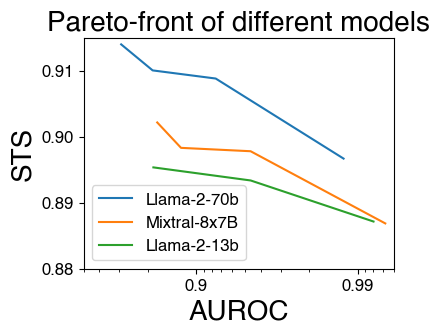 Pareto-front of different models
STS
0.91
0.90
0.89
0.88
Llama-2-70b
Mixtral-8x7B
Llama-2-13b
0.9
0.99
AUROC